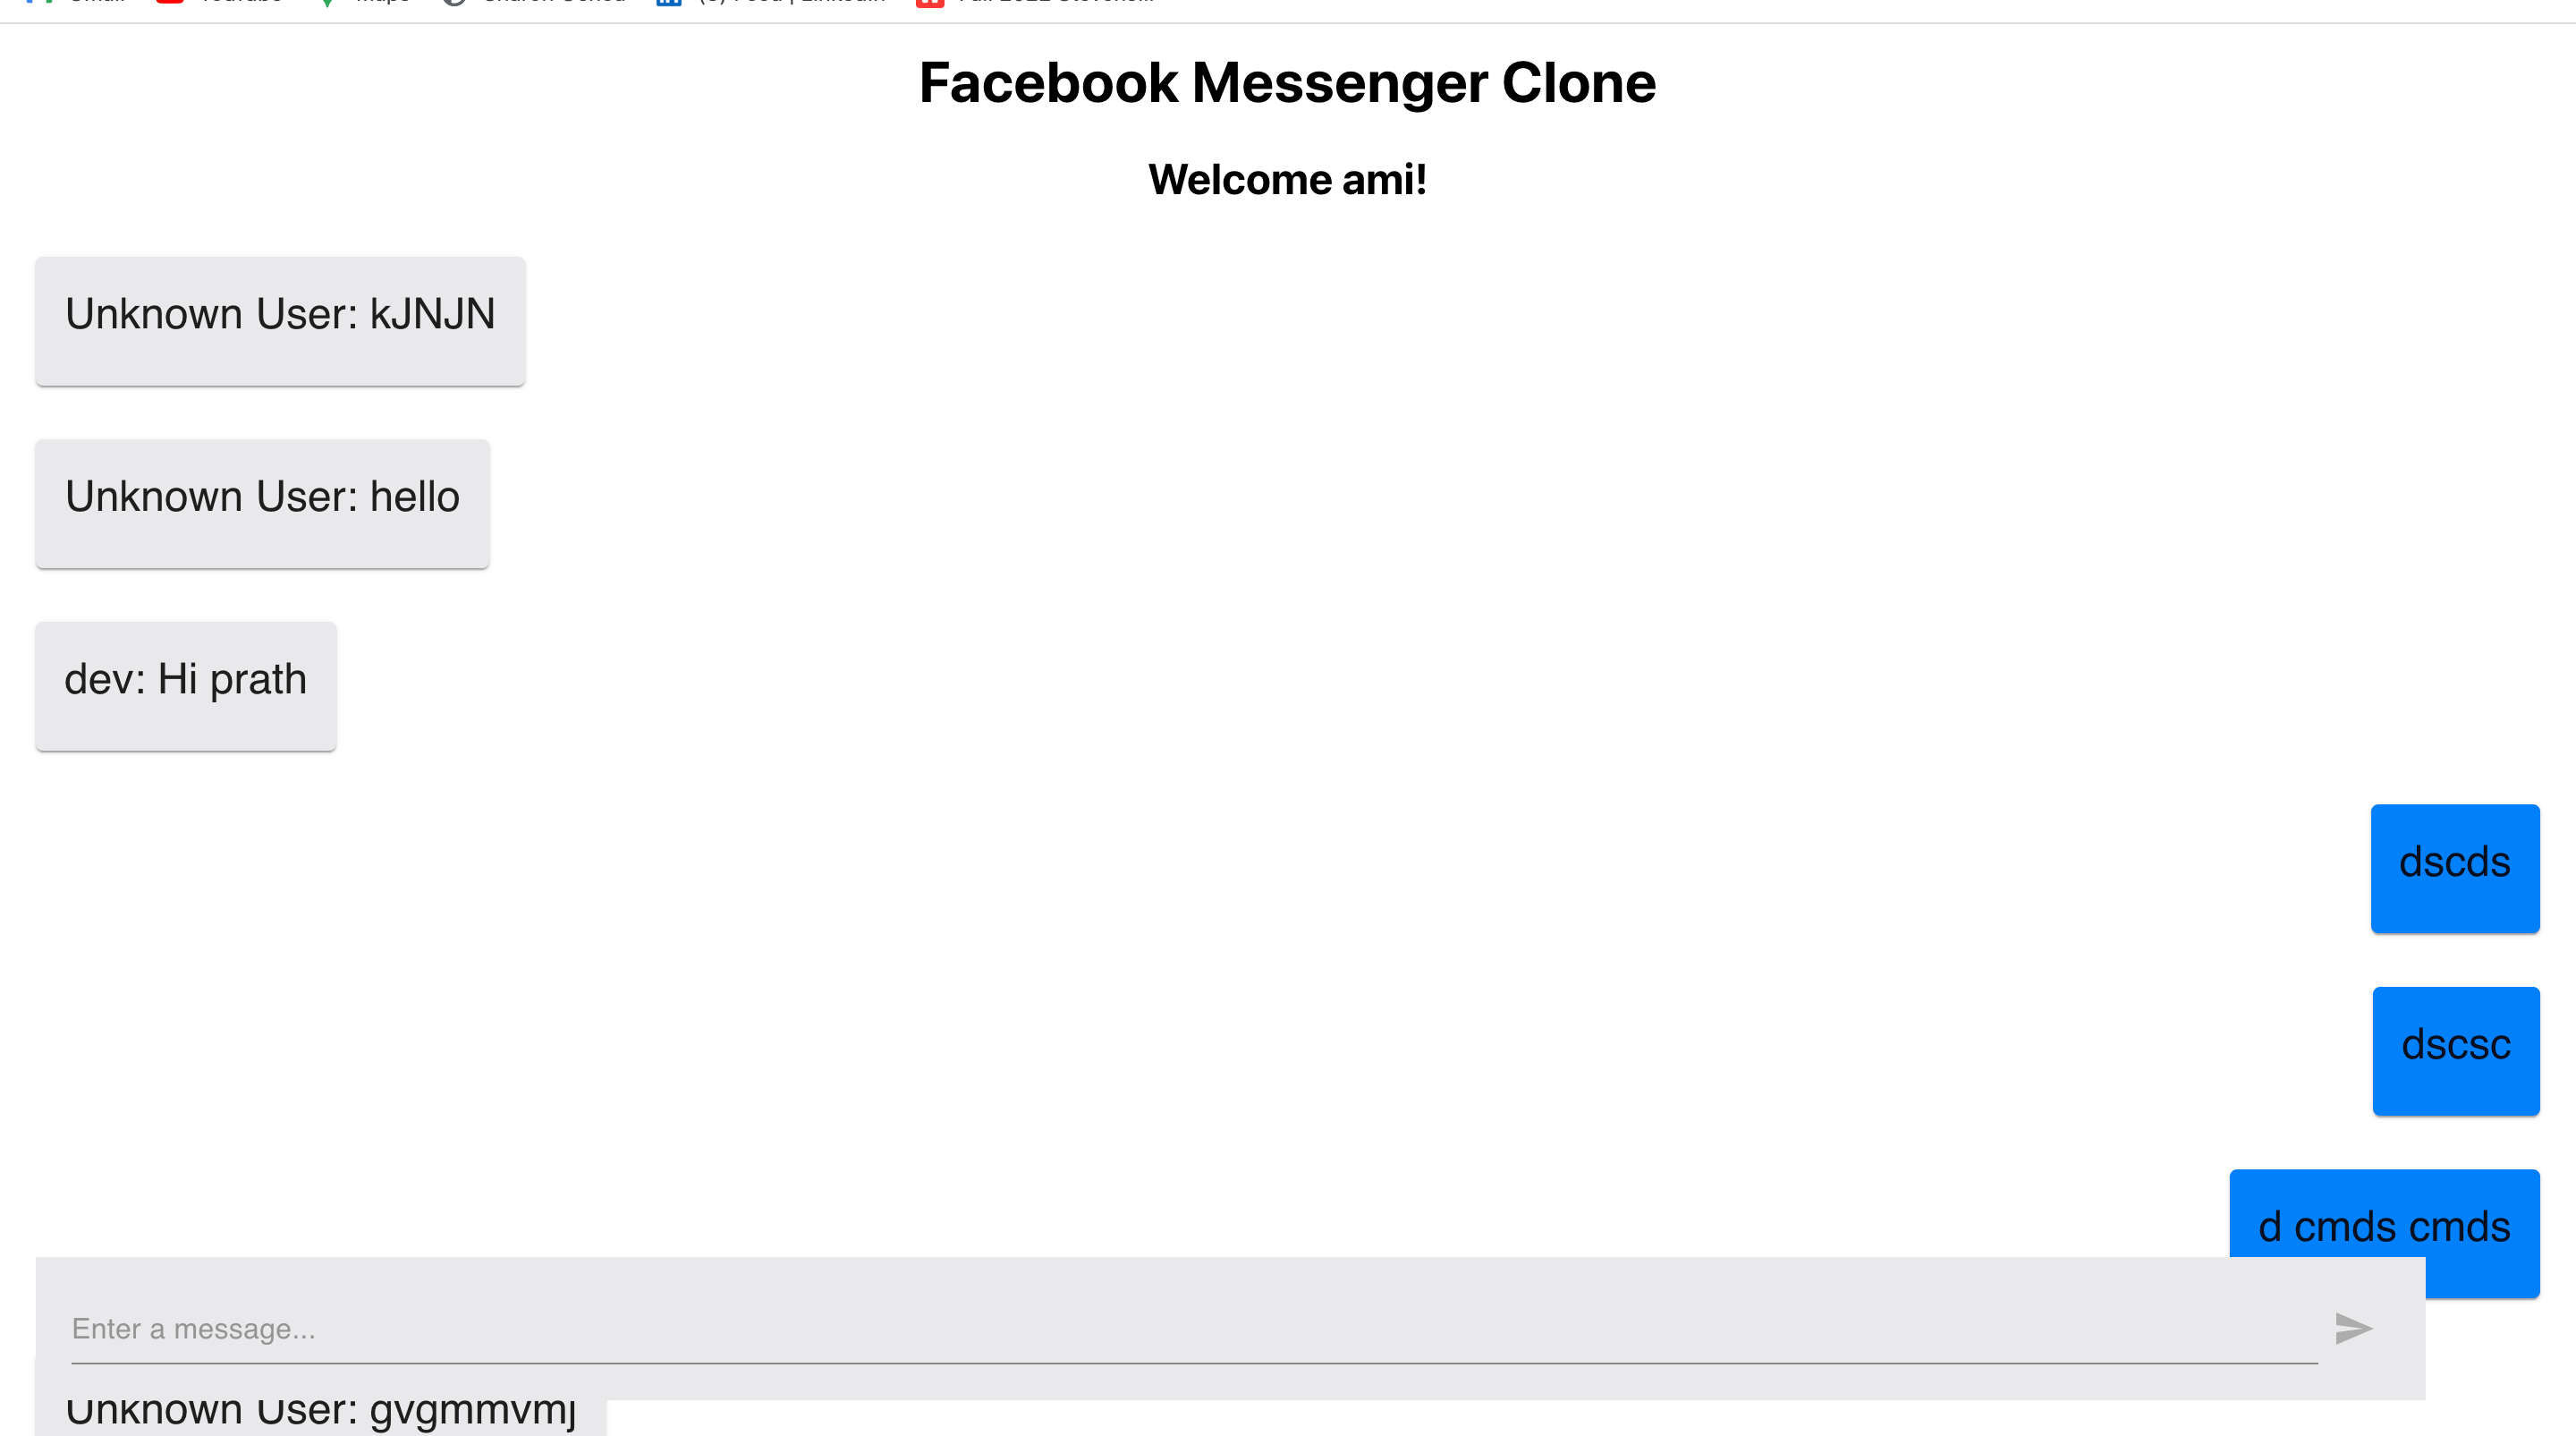 Facebook Messenger Clone
Welcome ami!
Unknown User: kJNJN
Unknown User: hello
dev: Hi prath
dscds
dscsc
d cmds cmds
Enter a message...
Unknown User: gvgmmvmj